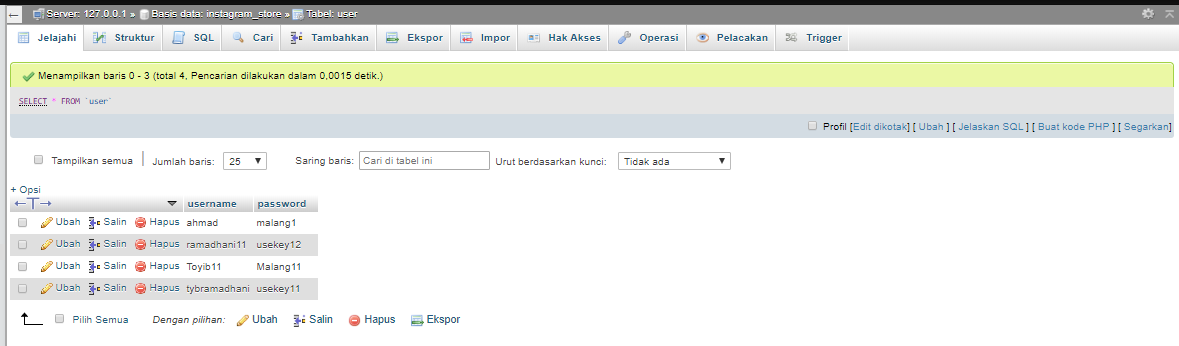 Server: 127.0.0.1 » Basis data: instagram_store » Tabel: user
Jelajahi Struktur SQL Cari Tambahkan Ekspor Impor Hak Akses Operasi Pelacakan Trigger
Menampilkan baris 0 - 3 (total 4, Pencarian dilakukan dalam 0,0015 detik.)
SELECT * FROM `user`
Profil [Edit dikotak] [ Ubah ] [ Jelaskan SQL ] [ Buat kode PHP ] [ Segarkan]
Tampilkan semua Jumlah baris: 25 Saring baris: Cari di tabel ini Urut berdasarkan kunci: Tidak ada
+ Opsi
←T→ username password
Ubah Salin Hapus ahmad malang1
Ubah Salin Hapus ramadhani11 usekey12
Ubah Salin Hapus Toyib11 Malang11
Ubah Salin Hapus tybramadhani usekey11
Pilih Semua Dengan pilihan: Ubah Salin Hapus Ekspor